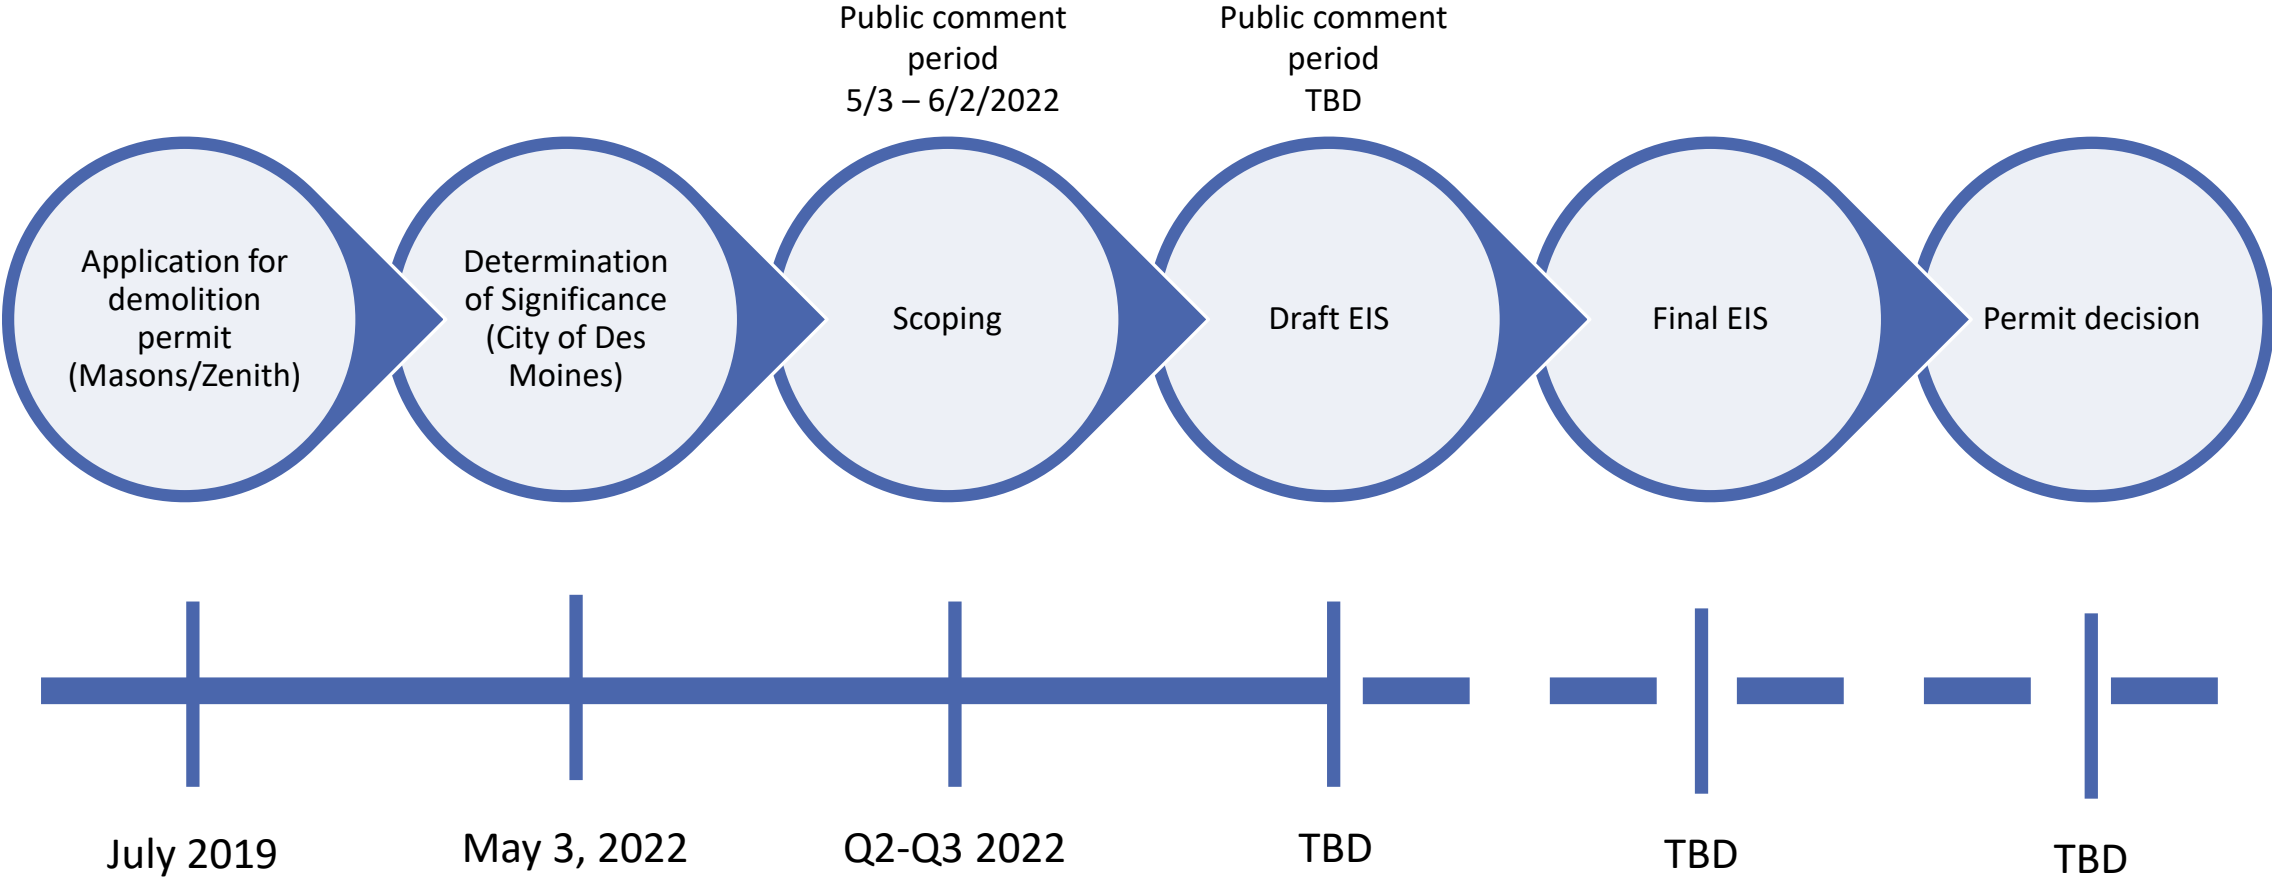 Public comment
period
5/3 – 6/2/2022
Public comment
period
TBD
Application for
demolition
permit
(Masons/Zenith)
Determination
of Significance
(City of Des
Moines)
Scoping
Draft EIS
Final EIS
Permit decision
July 2019
May 3, 2022
Q2-Q3 2022
TBD
TBD
TBD